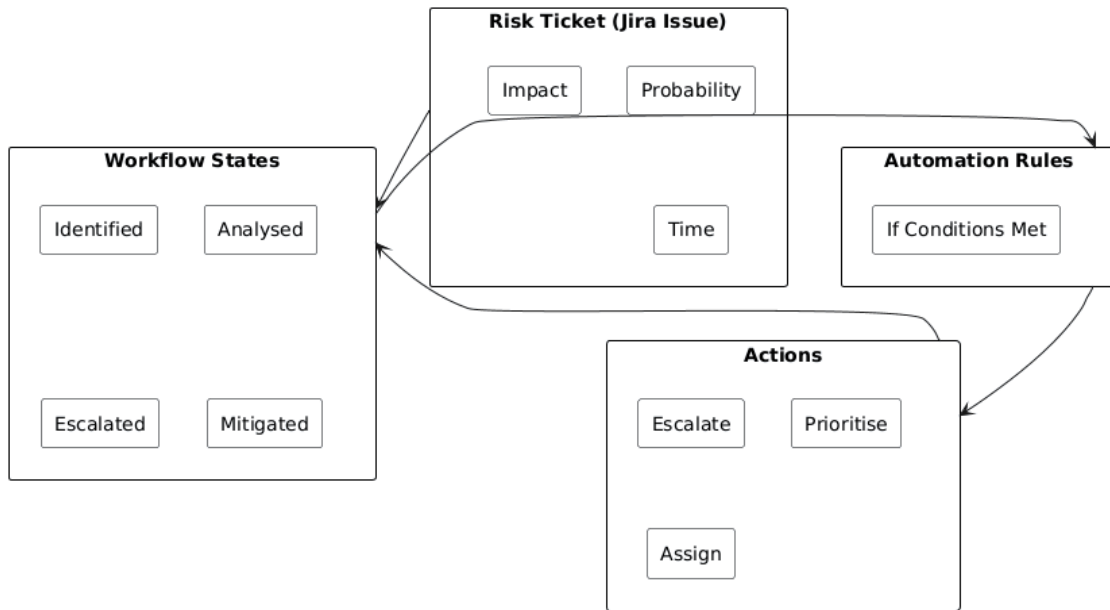 Risk Ticket (Jira Issue)
Impact
Probability
Time
Workflow States
Identified
Analysed
Escalated
Mitigated
Automation Rules
If Conditions Met
Actions
Escalate
Prioritise
Assign